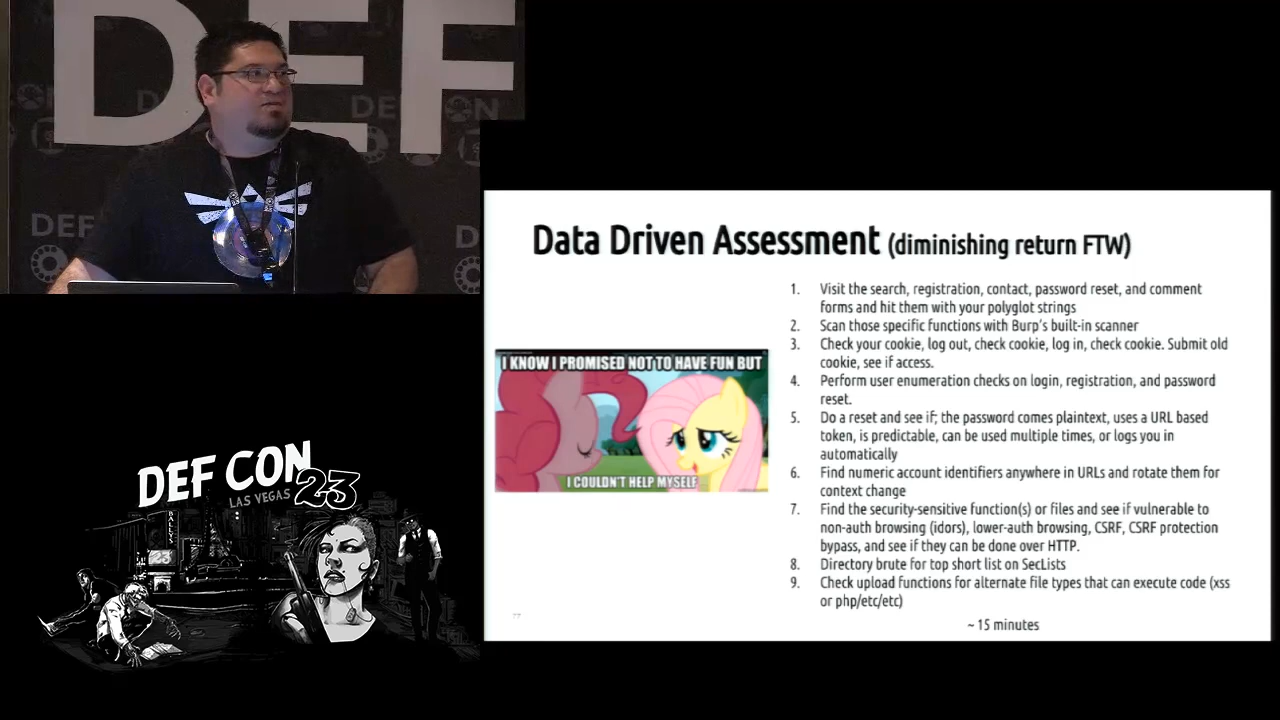 DEF
DEF CON
DEF
D
DEF CON 23
LAS VEGAS
BALLYS
Data Driven Assessment (diminishing return FTW)
I KNOW I PROMISED NOT TO HAVE FUN BUT
I COULDN'T HELP MYSELF
1. Visit the search, registration, contact, password reset, and comment
forms and hit them with your polyglot strings
2. Scan those specific functions with Burp's built-in scanner
3. Check your cookie, log out, check cookie, log in, check cookie. Submit old
cookie, see if access.
4. Perform user enumeration checks on login, registration, and password
reset.
5. Do a reset and see if; the password comes plaintext, uses a URL based
token, is predictable, can be used multiple times, or logs you in
automatically
6. Find numeric account identifiers anywhere in URLs and rotate them for
context change
7. Find the security-sensitive function(s) or files and see if vulnerable to
non-auth browsing (idors), lower-auth browsing, CSRF, CSRF protection
bypass, and see if they can be done over HTTP.
8. Directory brute for top short list on SecLists
9. Check upload functions for alternate file types that can execute code (xss
or php/etc/etc)
~ 15 minutes
77